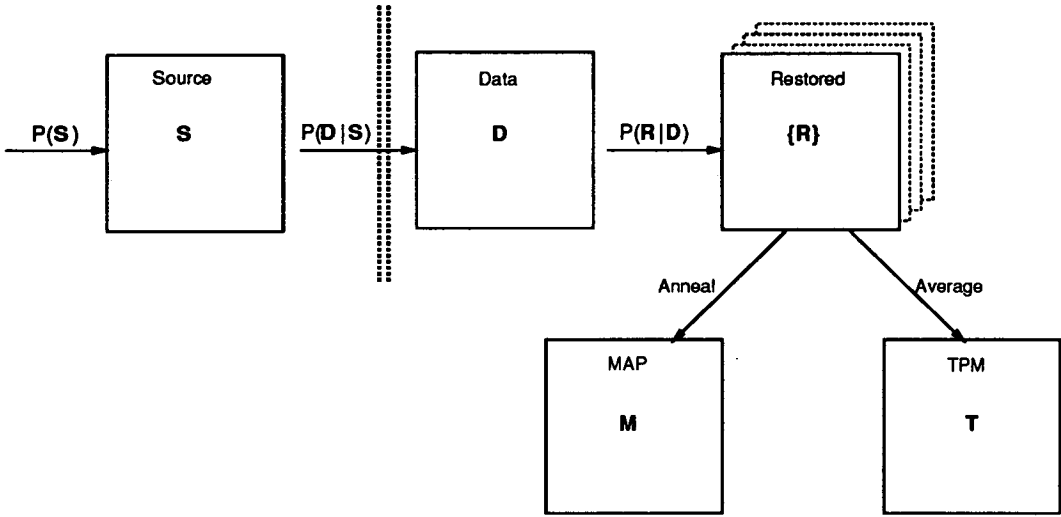 Source
Data
Restored
P(S)
S
P(D|S)
D
P(R|D)
{R}
Anneal
Average
MAP
TPM
M
T